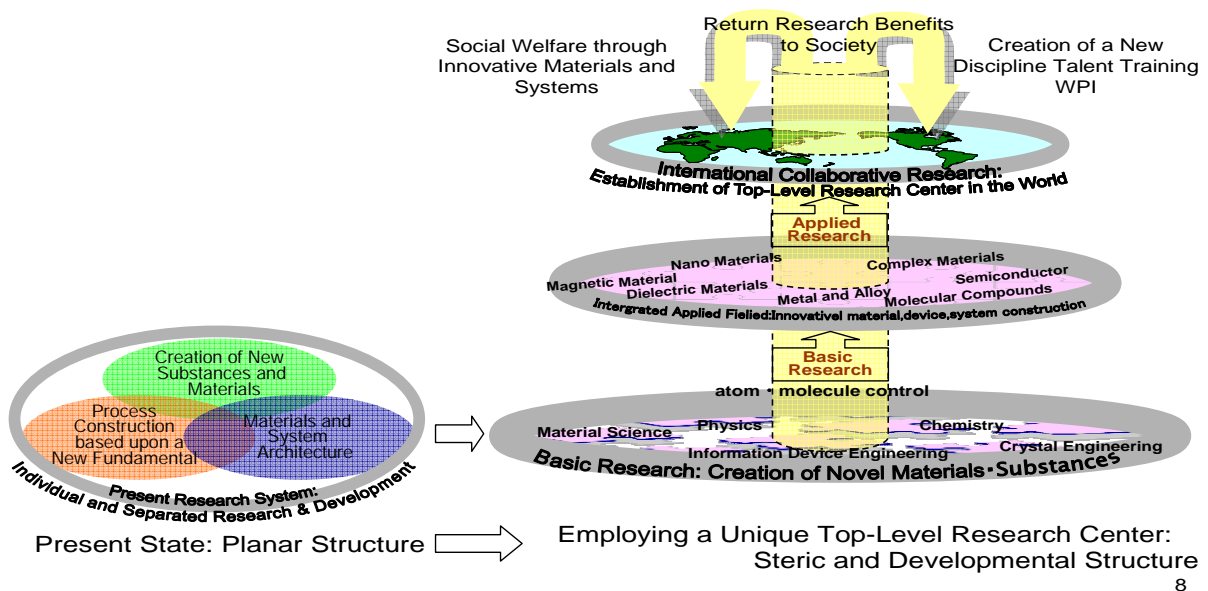 Return Research Benefits
to Society
Social Welfare through
Innovative Materials and
Systems
Creation of a New
Discipline Talent Training
WPI
International Collaborative Research:
Establishment of Top-Level Research Center in the World
Applied
Research
Nano Materials
Complex Materials
Magnetic Material
Semiconductor
Dielectric Materials
Metal and Alloy
Molecular Compounds
Intergrated Applied Fielied:Innovativel material,device,system construction
Basic
Research
atom・molecule control
Physics
Chemistry
Material Science
Information Device Engineering
Crystal Engineering
Basic Research: Creation of Novel Materials・Substances
Creation of New
Substances and
Materials
Process
Construction
based upon a
New Fundamental
Materials and
System
Architecture
Present Research System:
Individual and Separated Research & Development
Present State: Planar Structure
Employing a Unique Top-Level Research Center:
Steric and Developmental Structure
8